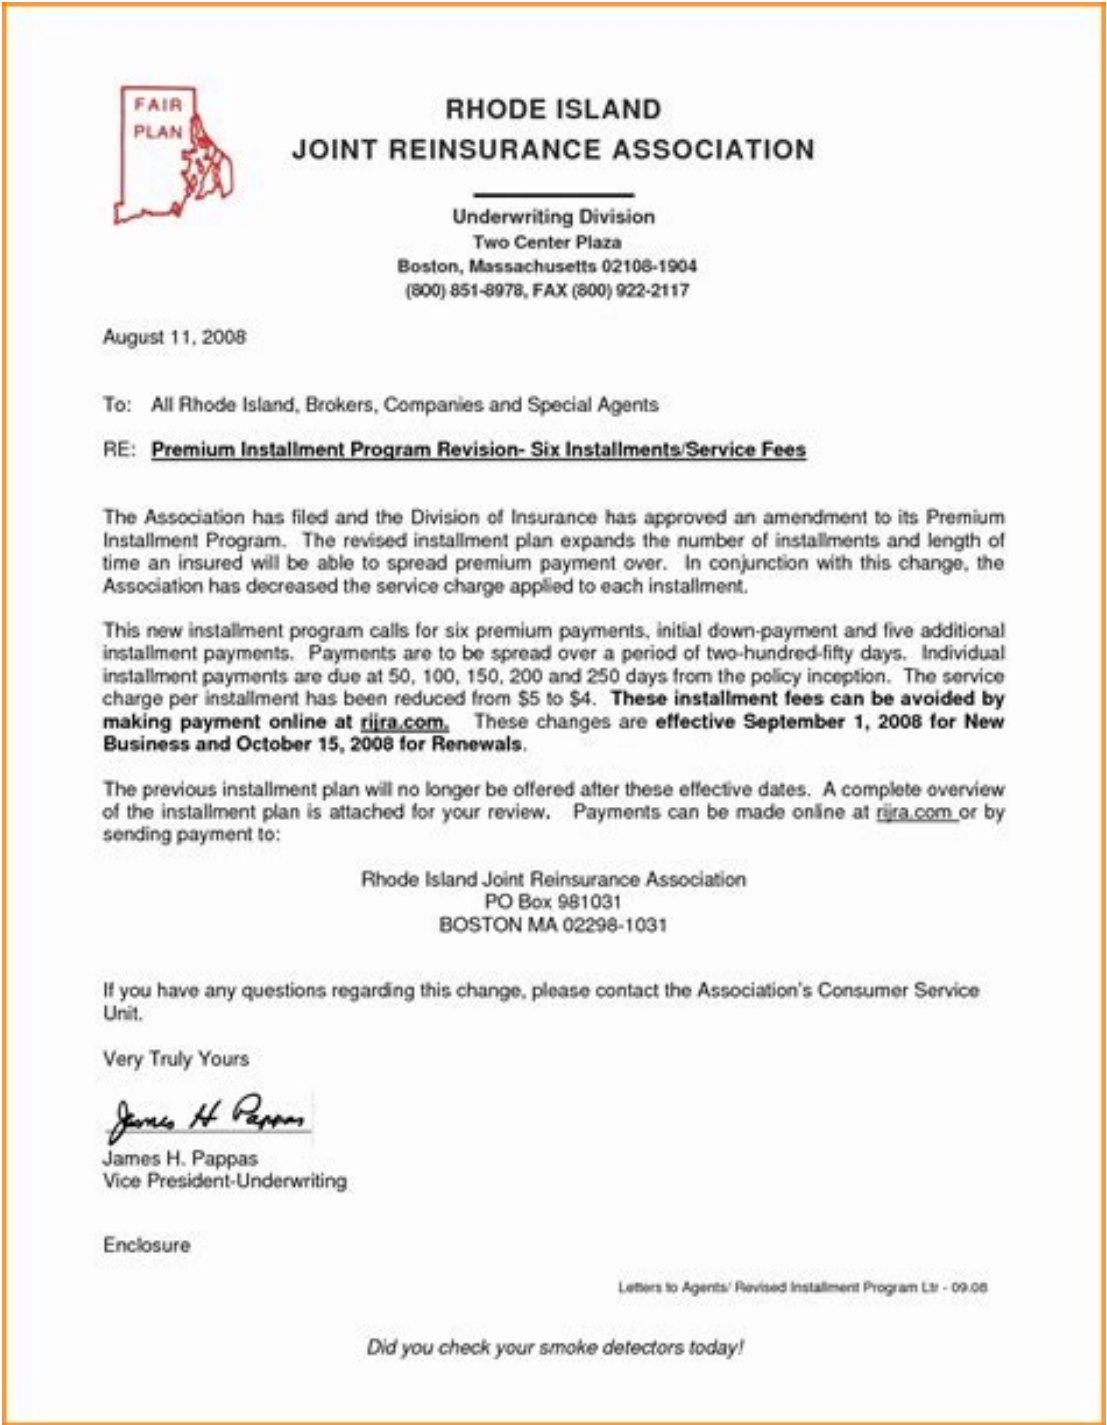 FAIR
PLAN
RHODE ISLAND
JOINT REINSURANCE ASSOCIATION
Underwriting Division
Two Center Plaza
Boston, Massachusetts 02108-1904
(800) 851-8978, FAX (800) 922-2117
August 11, 2008
To: All Rhode Island, Brokers, Companies and Special Agents
RE: Premium Installment Program Revision- Six Installments/Service Fees
The Association has filed and the Division of Insurance has approved an amendment to its Premium
Installment Program. The revised installment plan expands the number of installments and length of
time an insured will be able to spread premium payment over. In conjunction with this change, the
Association has decreased the service charge applied to each installment.
This new installment program calls for six premium payments, initial down-payment and five additional
installment payments. Payments are to be spread over a period of two-hundred-fifty days. Individual
installment payments are due at 50, 100, 150, 200 and 250 days from the policy inception. The service
charge per installment has been reduced from $5 to $4. These installment fees can be avoided by
making payment online at rijra.com. These changes are effective September 1, 2008 for New
Business and October 15, 2008 for Renewals.
The previous installment plan will no longer be offered after these effective dates. A complete overview
of the installment plan is attached for your review. Payments can be made online at rijra.com or by
sending payment to:
Rhode Island Joint Reinsurance Association
PO Box 981031
BOSTON MA 02298-1031
If you have any questions regarding this change, please contact the Association's Consumer Service
Unit.
Very Truly Yours
James H Pappas
James H. Pappas
Vice President-Underwriting
Enclosure
Letters to Agents/ Revised Installment Program Ltr - 09.08
Did you check your smoke detectors today!